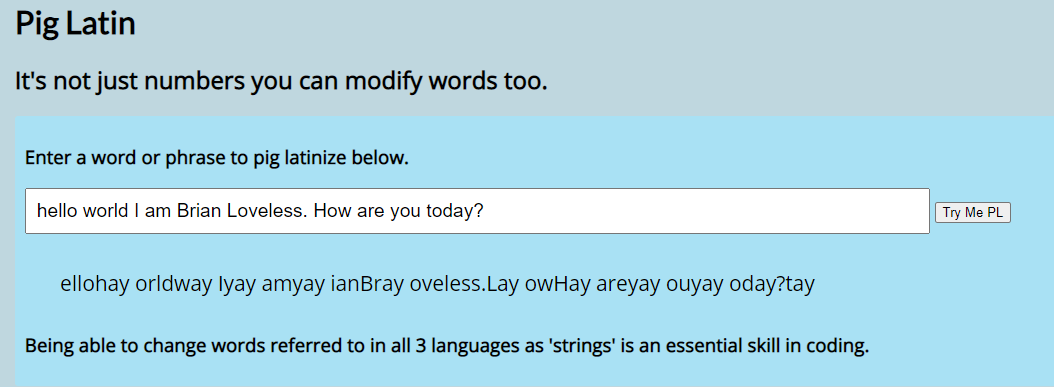 Pig Latin
It's not just numbers you can modify words too.
Enter a word or phrase to pig latinize below.
hello world I am Brian Loveless. How are you today?
Try Me PL
ellohay orldway Iyay amyay ianBray oveless.Lay owHay areyay ouyay oday?tay
Being able to change words referred to in all 3 languages as 'strings' is an essential skill in coding.